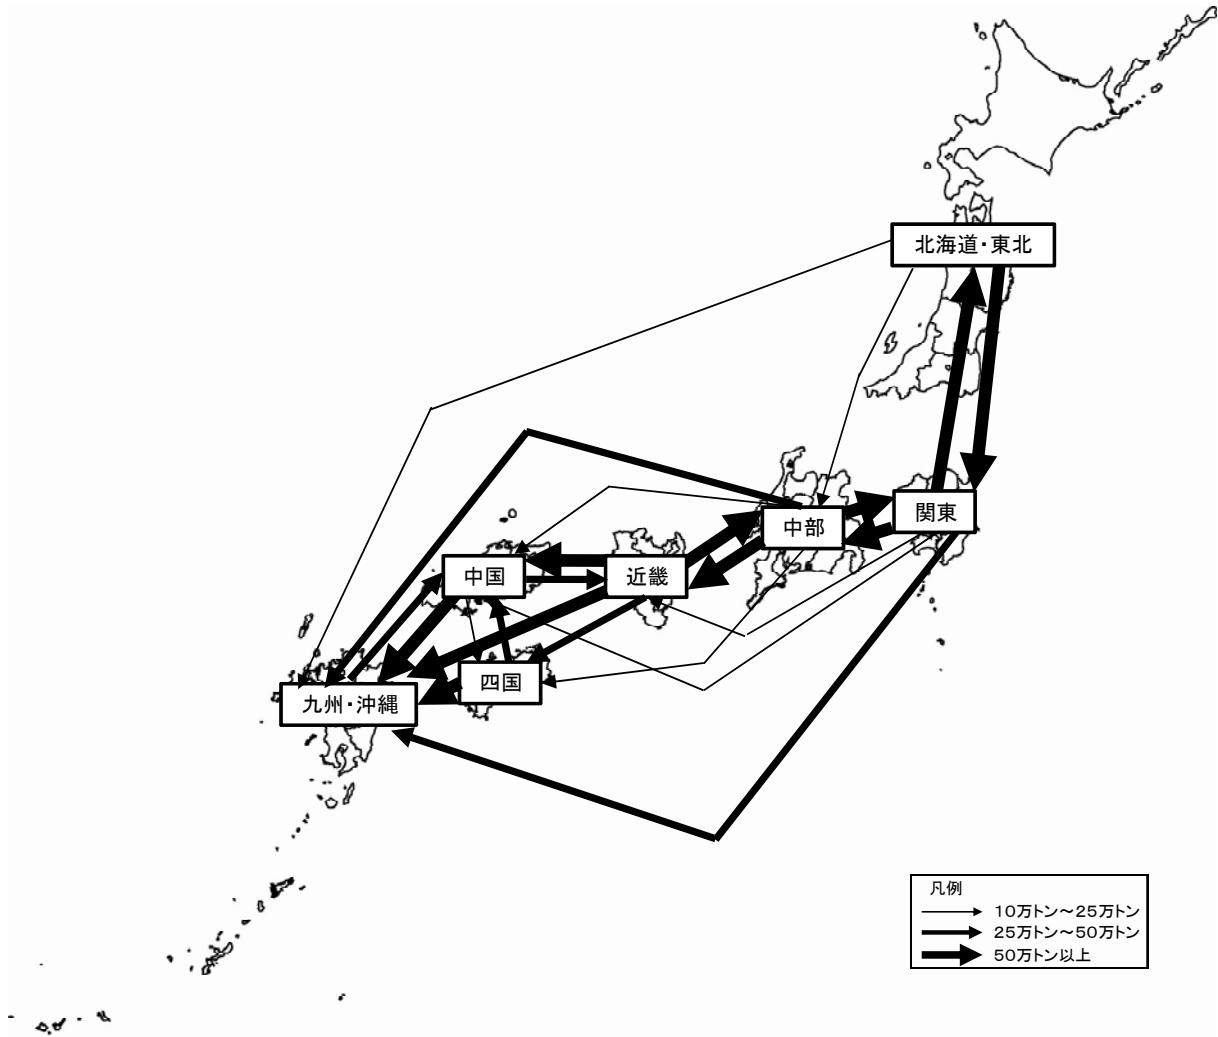 北海道・東北
関東
中部
中国
近畿
四国
九州・沖縄
凡例
10万トン～25万トン
25万トン～50万トン
50万トン以上